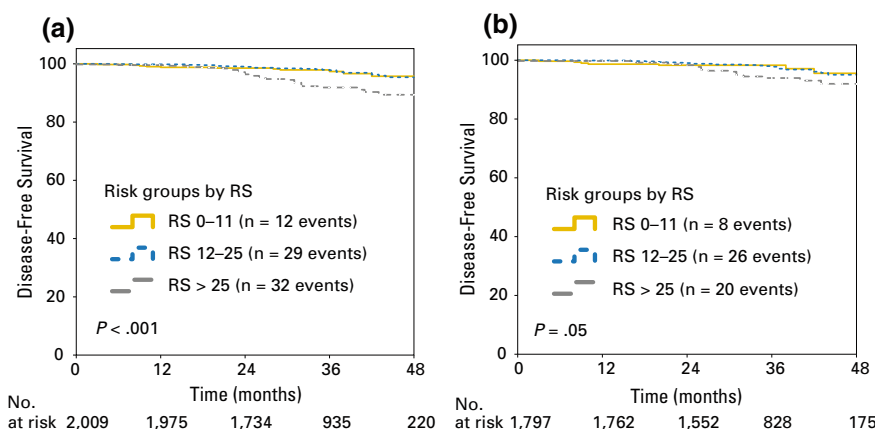 (a)
100
80
60
40
20
0
Disease-Free Survival
Risk groups by RS
RS 0–11 (n = 12 events)
RS 12–25 (n = 29 events)
RS > 25 (n = 32 events)
P < .001
0 12 24 36 48
Time (months)
No.
at risk 2,009 1,975 1,734 935 220
(b)
100
80
60
40
20
0
Disease-Free Survival
Risk groups by RS
RS 0–11 (n = 8 events)
RS 12–25 (n = 26 events)
RS > 25 (n = 20 events)
P = .05
0 12 24 36 48
Time (months)
No.
at risk 1,797 1,762 1,552 828 175